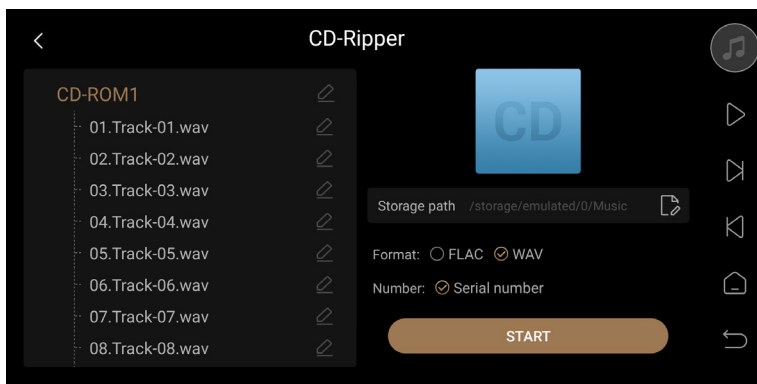 CD-Ripper
CD-ROM1
01.Track-01.wav
02.Track-02.wav
03.Track-03.wav
04.Track-04.wav
05.Track-05.wav
06.Track-06.wav
07.Track-07.wav
08.Track-08.wav
CD
Storage path /storage/emulated/0/Music
Format: FLAC WAV
Number: Serial number
START